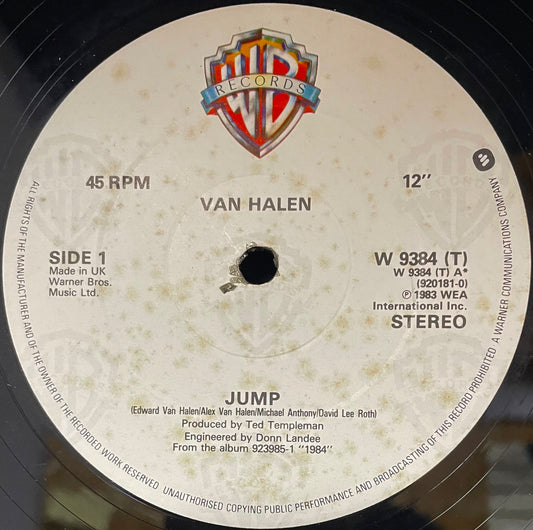 WB
RECORDS
45 RPM
12"
VAN HALEN
SIDE 1
Made in UK
Warner Bros.
Music Ltd.
W 9384 (T)
W 9384 (T) A*
(920181-0)
℗ 1983 WEA
International Inc.
STEREO
JUMP
(Edward Van Halen/Alex Van Halen/Michael Anthony/David Lee Roth)
Produced by Ted Templeman
Engineered by Donn Landee
From the album 923985-1 "1984"
ALL RIGHTS OF THE MANUFACTURER AND OF THE OWNER OF THE RECORDED WORK RESERVED. UNAUTHORISED COPYING PUBLIC PERFORMANCE AND BROADCASTING OF THIS RECORD PROHIBITED. A WARNER COMMUNICATIONS COMPANY